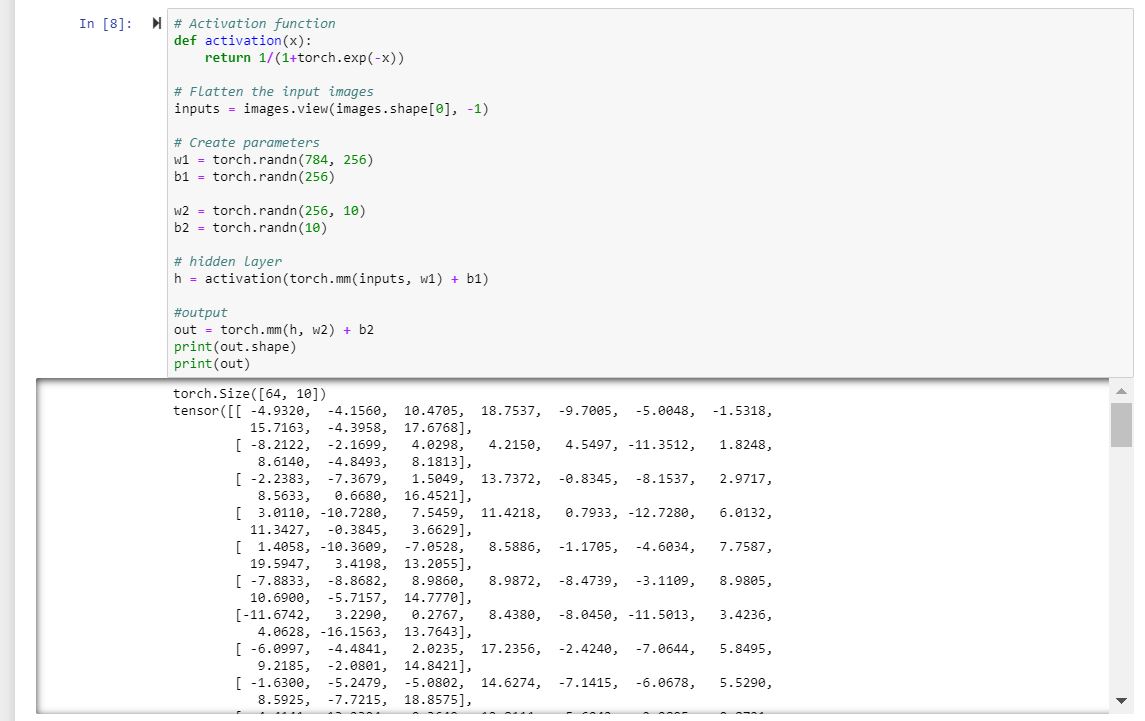 In [8]:
# Activation function
def activation(x):
    return 1/(1+torch.exp(-x))
# Flatten the input images
inputs = images.view(images.shape[0], -1)
# Create parameters
w1 = torch.randn(784, 256)
b1 = torch.randn(256)
w2 = torch.randn(256, 10)
b2 = torch.randn(10)
# hidden layer
h = activation(torch.mm(inputs, w1) + b1)
#output
out = torch.mm(h, w2) + b2
print(out.shape)
print(out)
torch.Size([64, 10])
tensor([[ -4.9320,  -4.1560,  10.4705,  18.7537,  -9.7005,  -5.0048,  -1.5318,
          15.7163,  -4.3958,  17.6768],
        [ -8.2122,  -2.1699,   4.0298,   4.2150,   4.5497, -11.3512,   1.8248,
           8.6140,  -4.8493,   8.1813],
        [ -2.2383,  -7.3679,   1.5049,  13.7372,  -0.8345,  -8.1537,   2.9717,
           8.5633,   0.6680,  16.4521],
        [  3.0110, -10.7280,   7.5459,  11.4218,   0.7933, -12.7280,   6.0132,
          11.3427,  -0.3845,   3.6629],
        [  1.4058, -10.3609,  -7.0528,   8.5886,  -1.1705,  -4.6034,   7.7587,
          19.5947,   3.4198,  13.2055],
        [ -7.8833,  -8.8682,   8.9860,   8.9872,  -8.4739,  -3.1109,   8.9805,
          10.6900,  -5.7157,  14.7770],
        [-11.6742,   3.2290,   0.2767,   8.4380,  -8.0450, -11.5013,   3.4236,
           4.0628, -16.1563,  13.7643],
        [ -6.0997,  -4.4841,   2.0235,  17.2356,  -2.4240,  -7.0644,   5.8495,
           9.2185,  -2.0801,  14.8421],
        [ -1.6300,  -5.2479,  -5.0802,  14.6274,  -7.1415,  -6.0678,   5.5290,
           8.5925,  -7.7215,  18.8575],